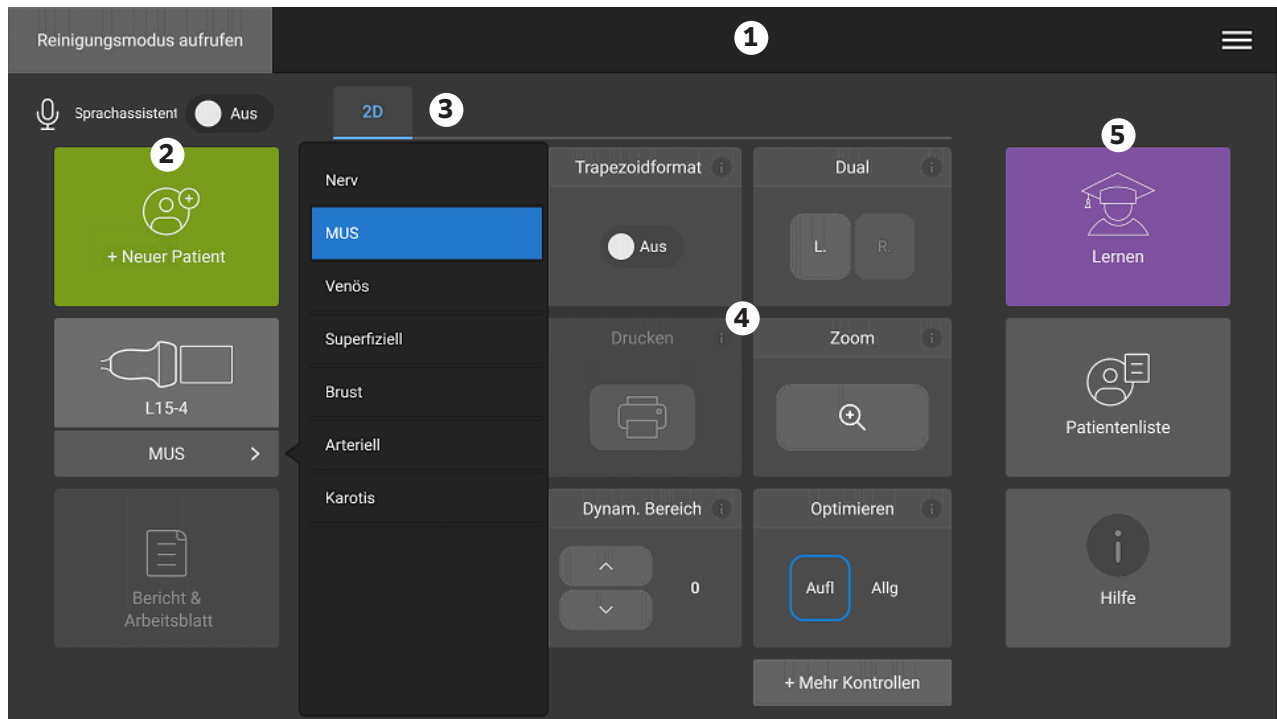 Reinigungsmodus aufrufen
1
Sprachassistent
Aus
2D
3
2
+ Neuer Patient
L15-4
MUS
Bericht &
Arbeitsblatt
Nerv
MUS
Venös
Superfiziell
Brust
Arteriell
Karotis
Trapezoidformat i
Aus
Dual i
L. R.
4
Drucken i
Zoom i
Dynam. Bereich i
0
Optimieren i
Aufl Allg
+ Mehr Kontrollen
5
Lernen
Patientenliste
i
Hilfe